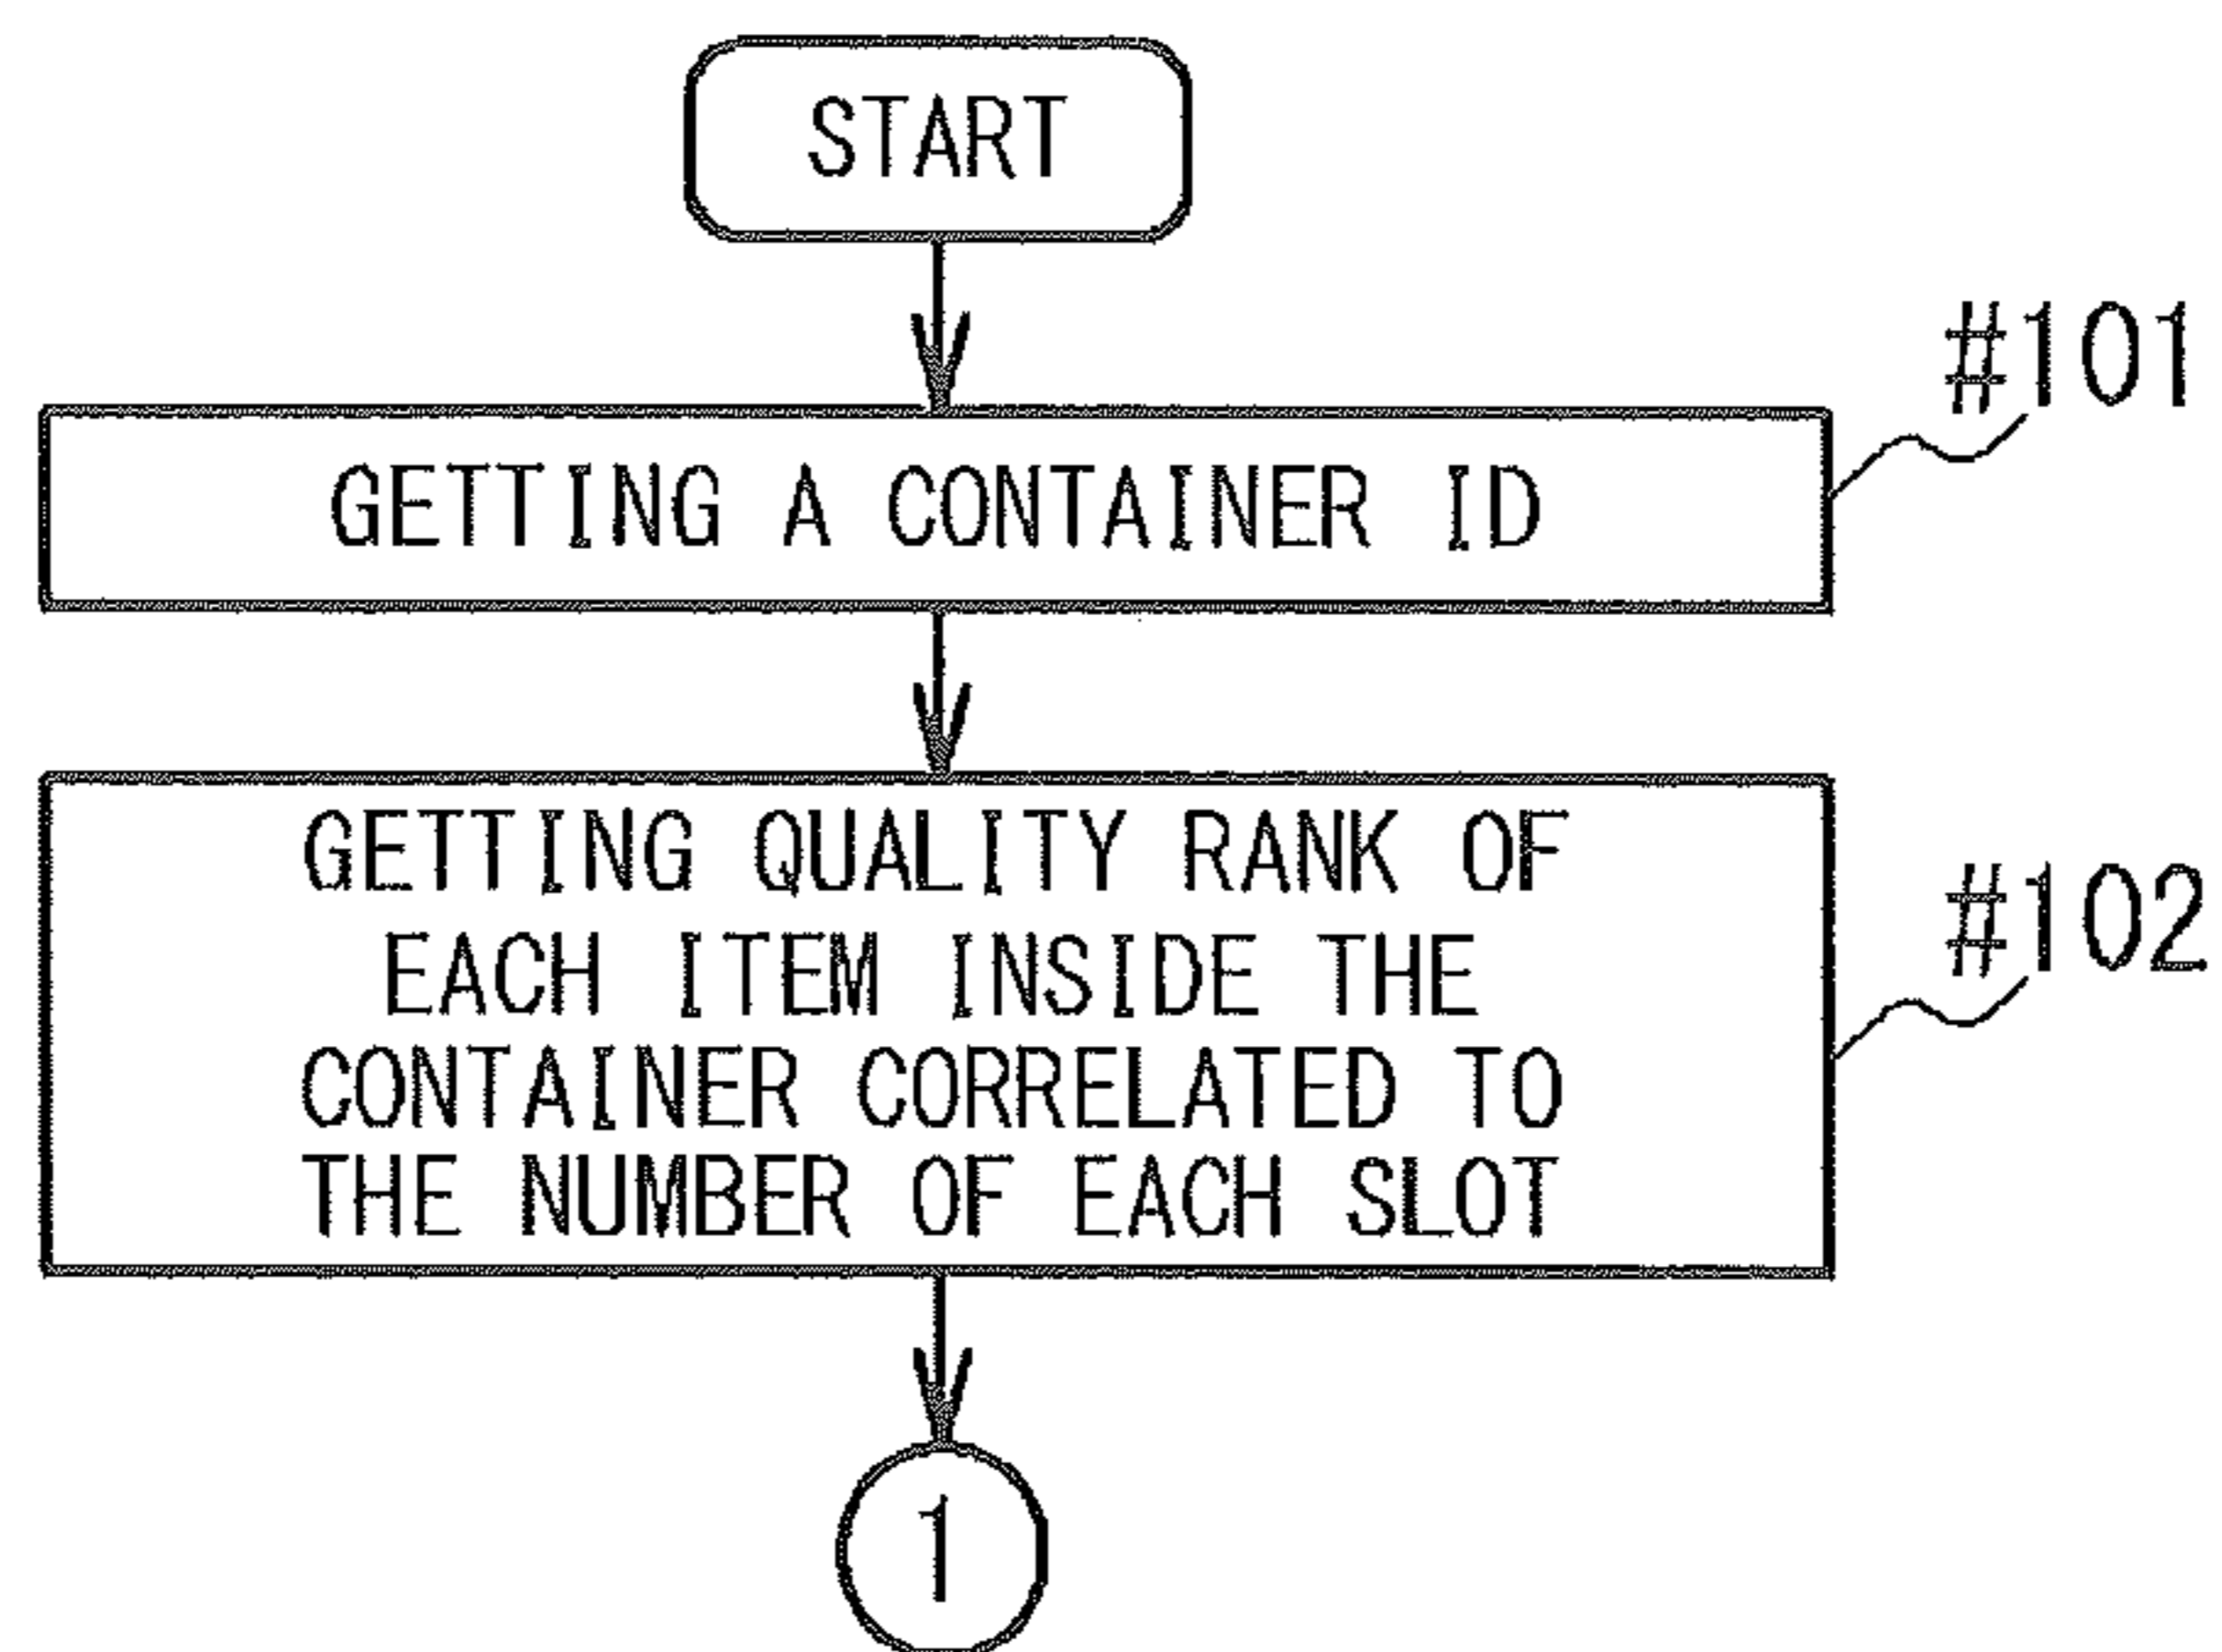 START
#101
GETTING A CONTAINER ID
GETTING QUALITY RANK OF
EACH ITEM INSIDE THE
#102
CONTAINER CORRELATED TO
THE NUMBER OF EACH SLOT
1